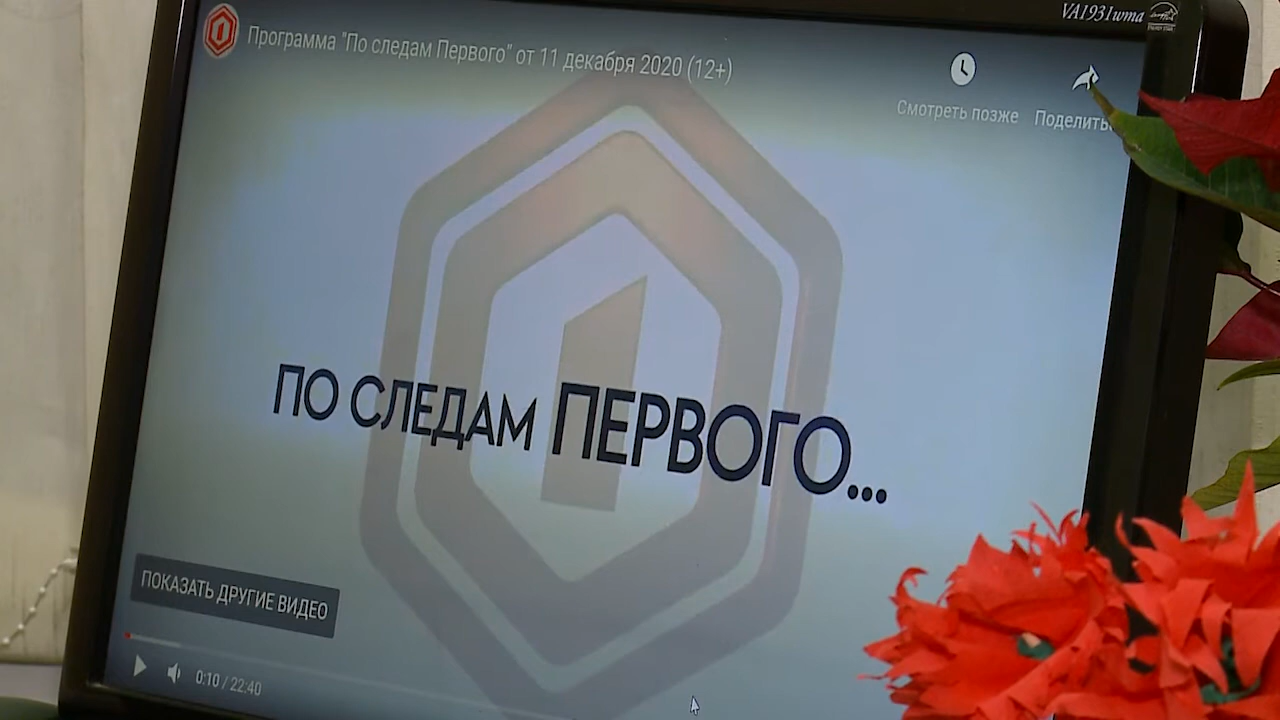 VA1931wma
Программа "По следам Первого" от 11 декабря 2020 (12+)
Смотреть позже
Поделитьс
ПО СЛЕДАМ ПЕРВОГО...
ПОКАЗАТЬ ДРУГИЕ ВИДЕО
0:10 / 22:40